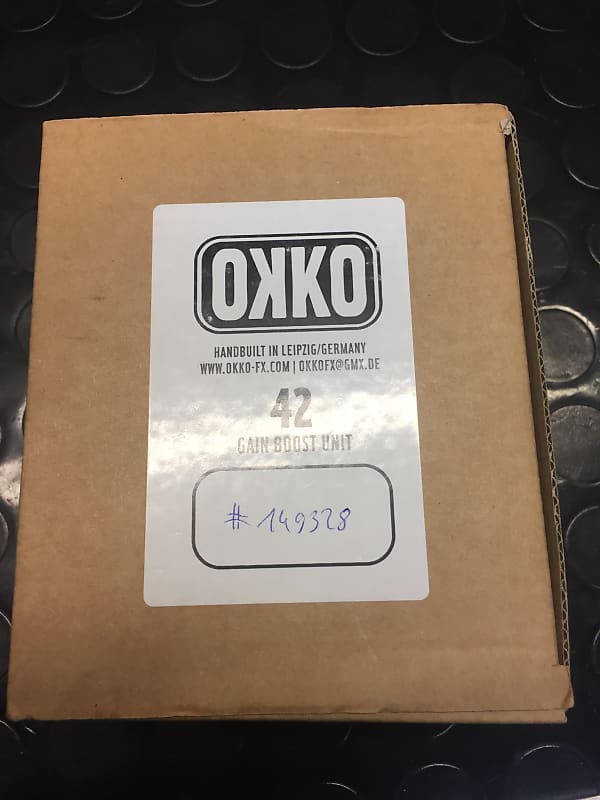 OKKO
HANDBUILT IN LEIPZIG/GERMANY
WWW.OKKO-FX.COM | OKKOFX@GMX.DE
42
GAIN BOOST UNIT
# 149328